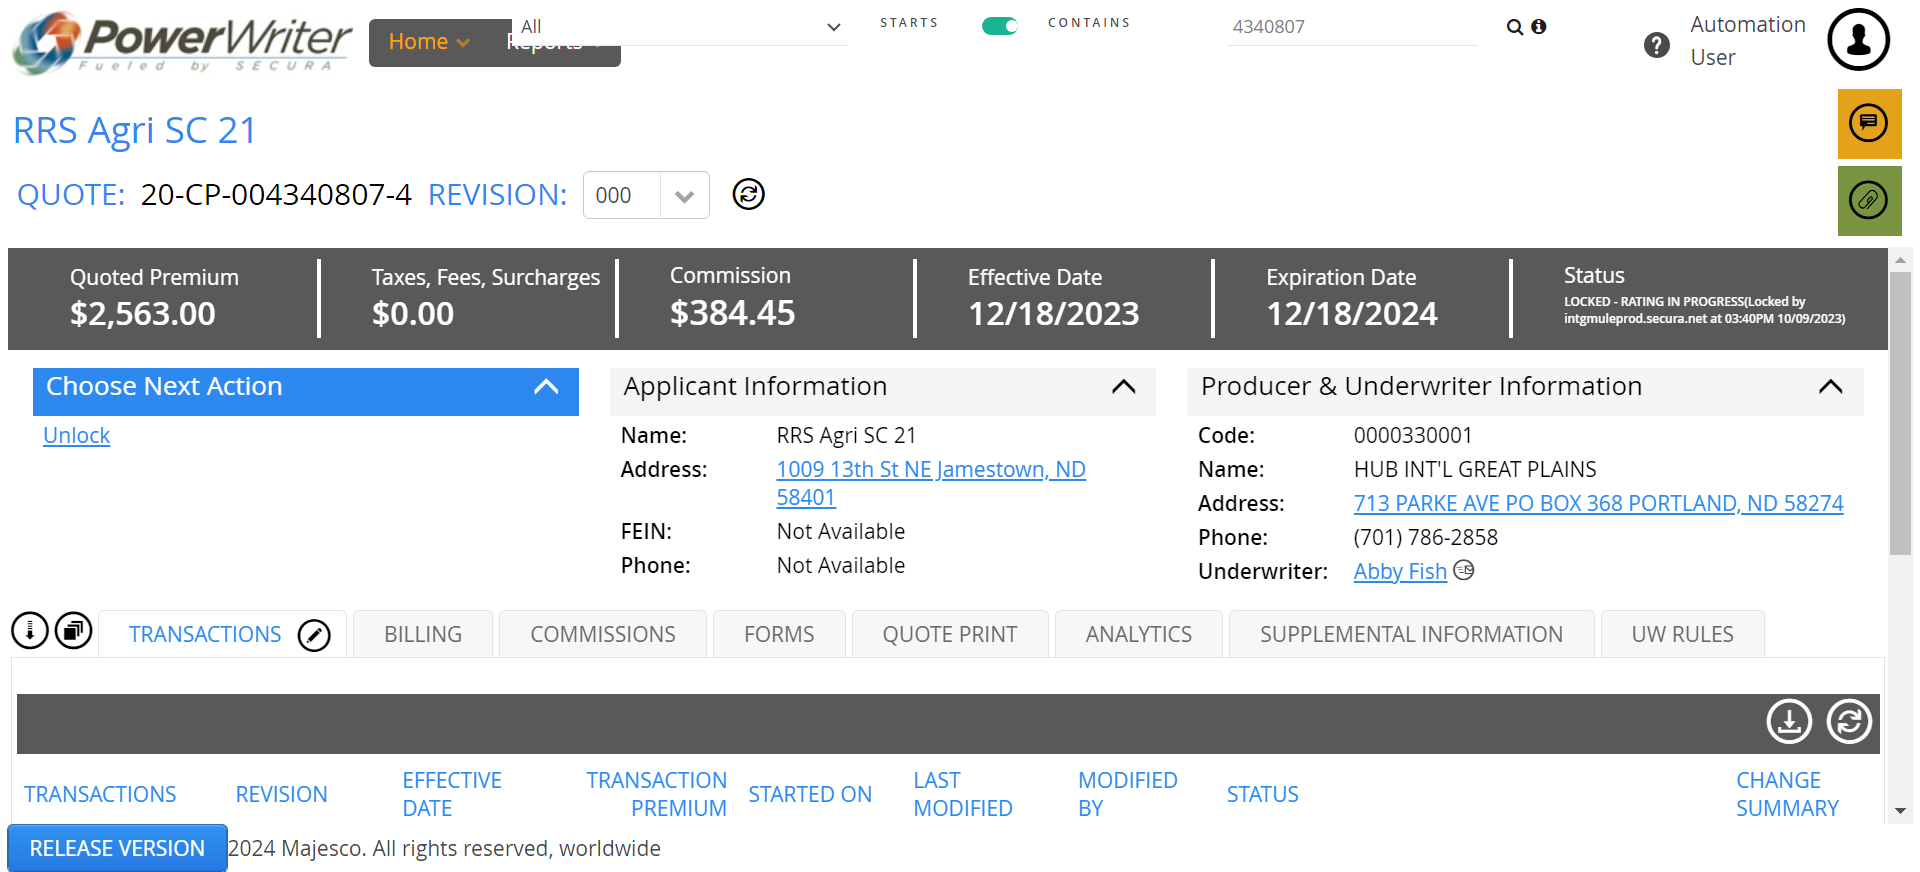 PowerWriter
Fueled by SECURA
Home
Reports
All
STARTS
CONTAINS
4340807
Automation
User
RRS Agri SC 21
QUOTE: 20-CP-004340807-4 REVISION: 000
Quoted Premium
$2,563.00
Taxes, Fees, Surcharges
$0.00
Commission
$384.45
Effective Date
12/18/2023
Expiration Date
12/18/2024
Status
LOCKED - RATING IN PROGRESS(Locked by
intgmuleprod.secura.net at 03:40PM 10/09/2023)
Choose Next Action
Unlock
Applicant Information
Name: RRS Agri SC 21
Address: 1009 13th St NE Jamestown, ND
58401
FEIN: Not Available
Phone: Not Available
Producer & Underwriter Information
Code: 0000330001
Name: HUB INT'L GREAT PLAINS
Address: 713 PARKE AVE PO BOX 368 PORTLAND, ND 58274
Phone: (701) 786-2858
Underwriter: Abby Fish
TRANSACTIONS
BILLING
COMMISSIONS
FORMS
QUOTE PRINT
ANALYTICS
SUPPLEMENTAL INFORMATION
UW RULES
TRANSACTIONS
REVISION
EFFECTIVE
DATE
TRANSACTION
PREMIUM
STARTED ON
LAST
MODIFIED
MODIFIED
BY
STATUS
CHANGE
SUMMARY
RELEASE VERSION
2024 Majesco. All rights reserved, worldwide